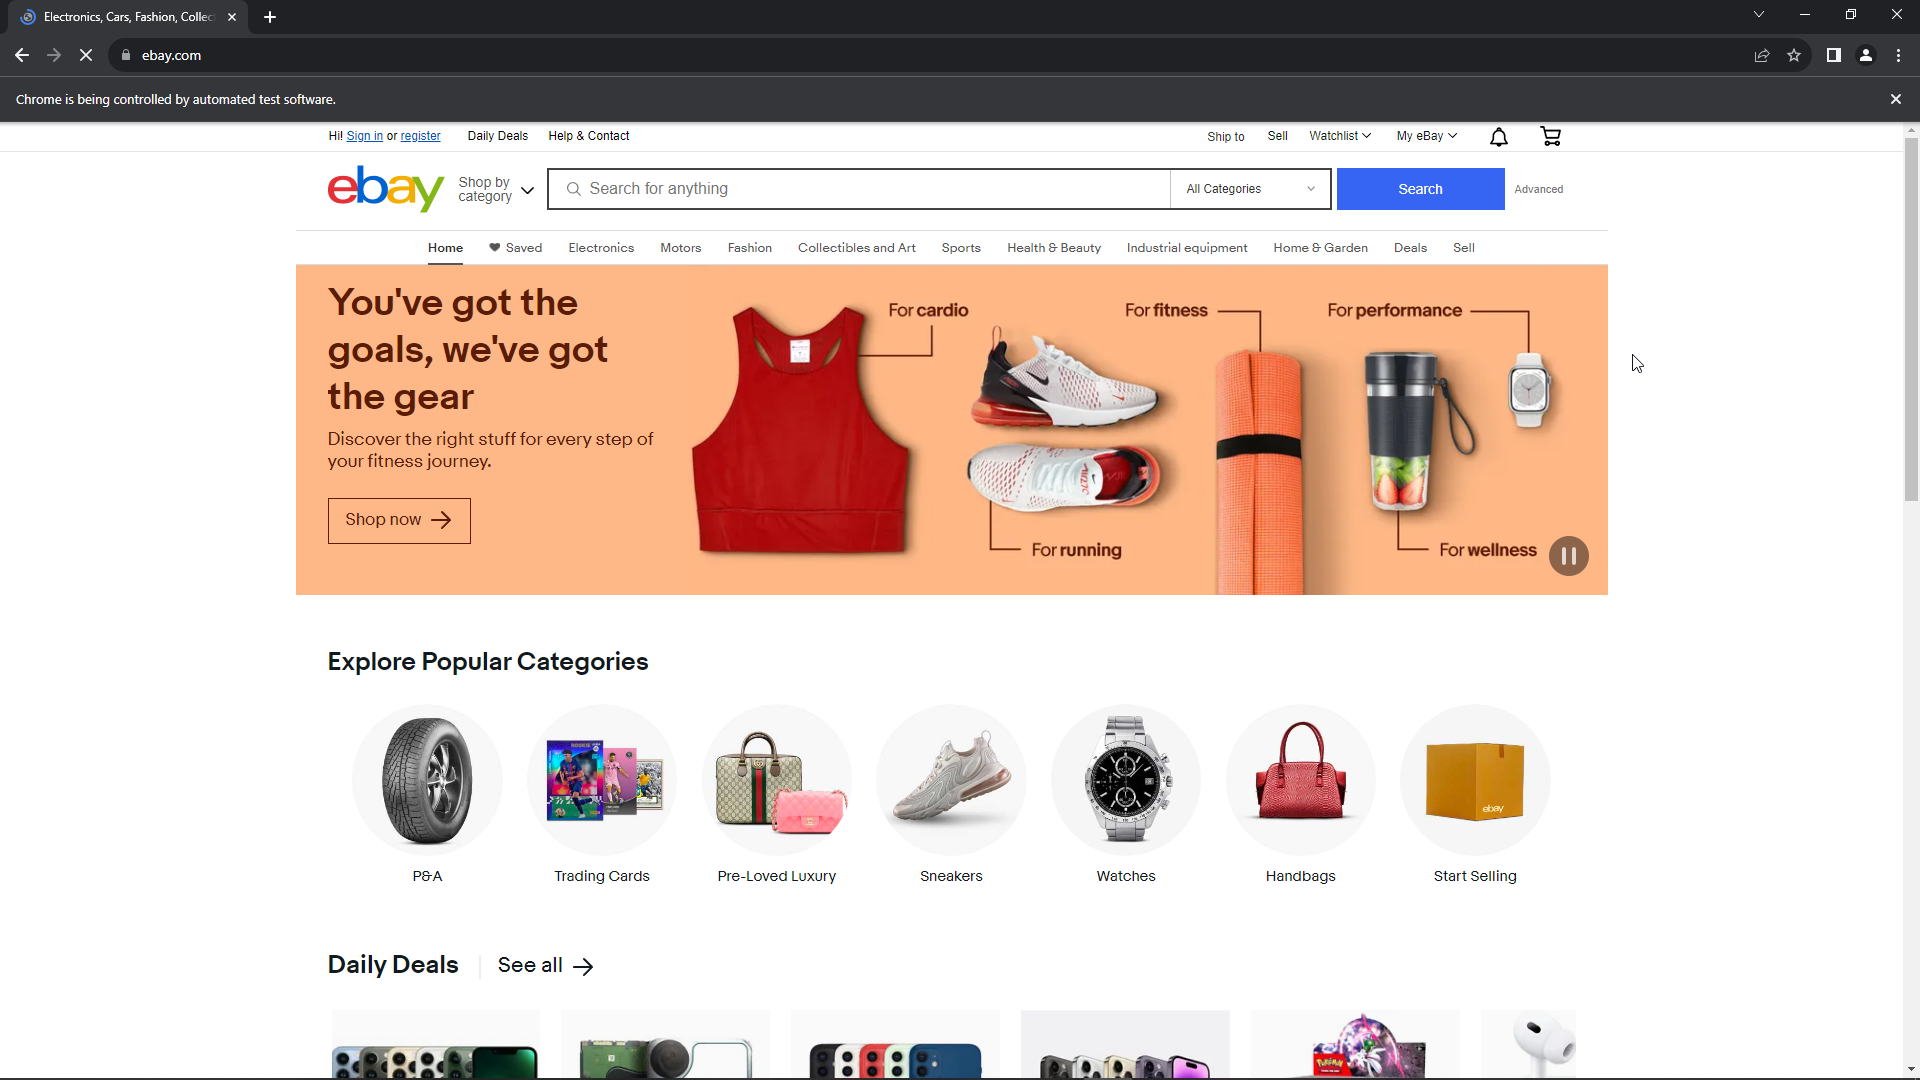 Electronics, Cars, Fashion, Collec
ebay.com
Chrome is being controlled by automated test software.
Hi! Sign in or register
Daily Deals
Help & Contact
Ship to
Sell
Watchlist
My eBay
ebay
Shop by
category
Search for anything
All Categories
Search
Advanced
Home
Saved
Electronics
Motors
Fashion
Collectibles and Art
Sports
Health & Beauty
Industrial equipment
Home & Garden
Deals
Sell
You've got the
goals, we've got
the gear
Discover the right stuff for every step of
your fitness journey.
Shop now
For cardio
For fitness
For performance
For running
For wellness
Explore Popular Categories
ebay
P&A
Trading Cards
Pre-Loved Luxury
Sneakers
Watches
Handbags
Start Selling
Daily Deals
See all